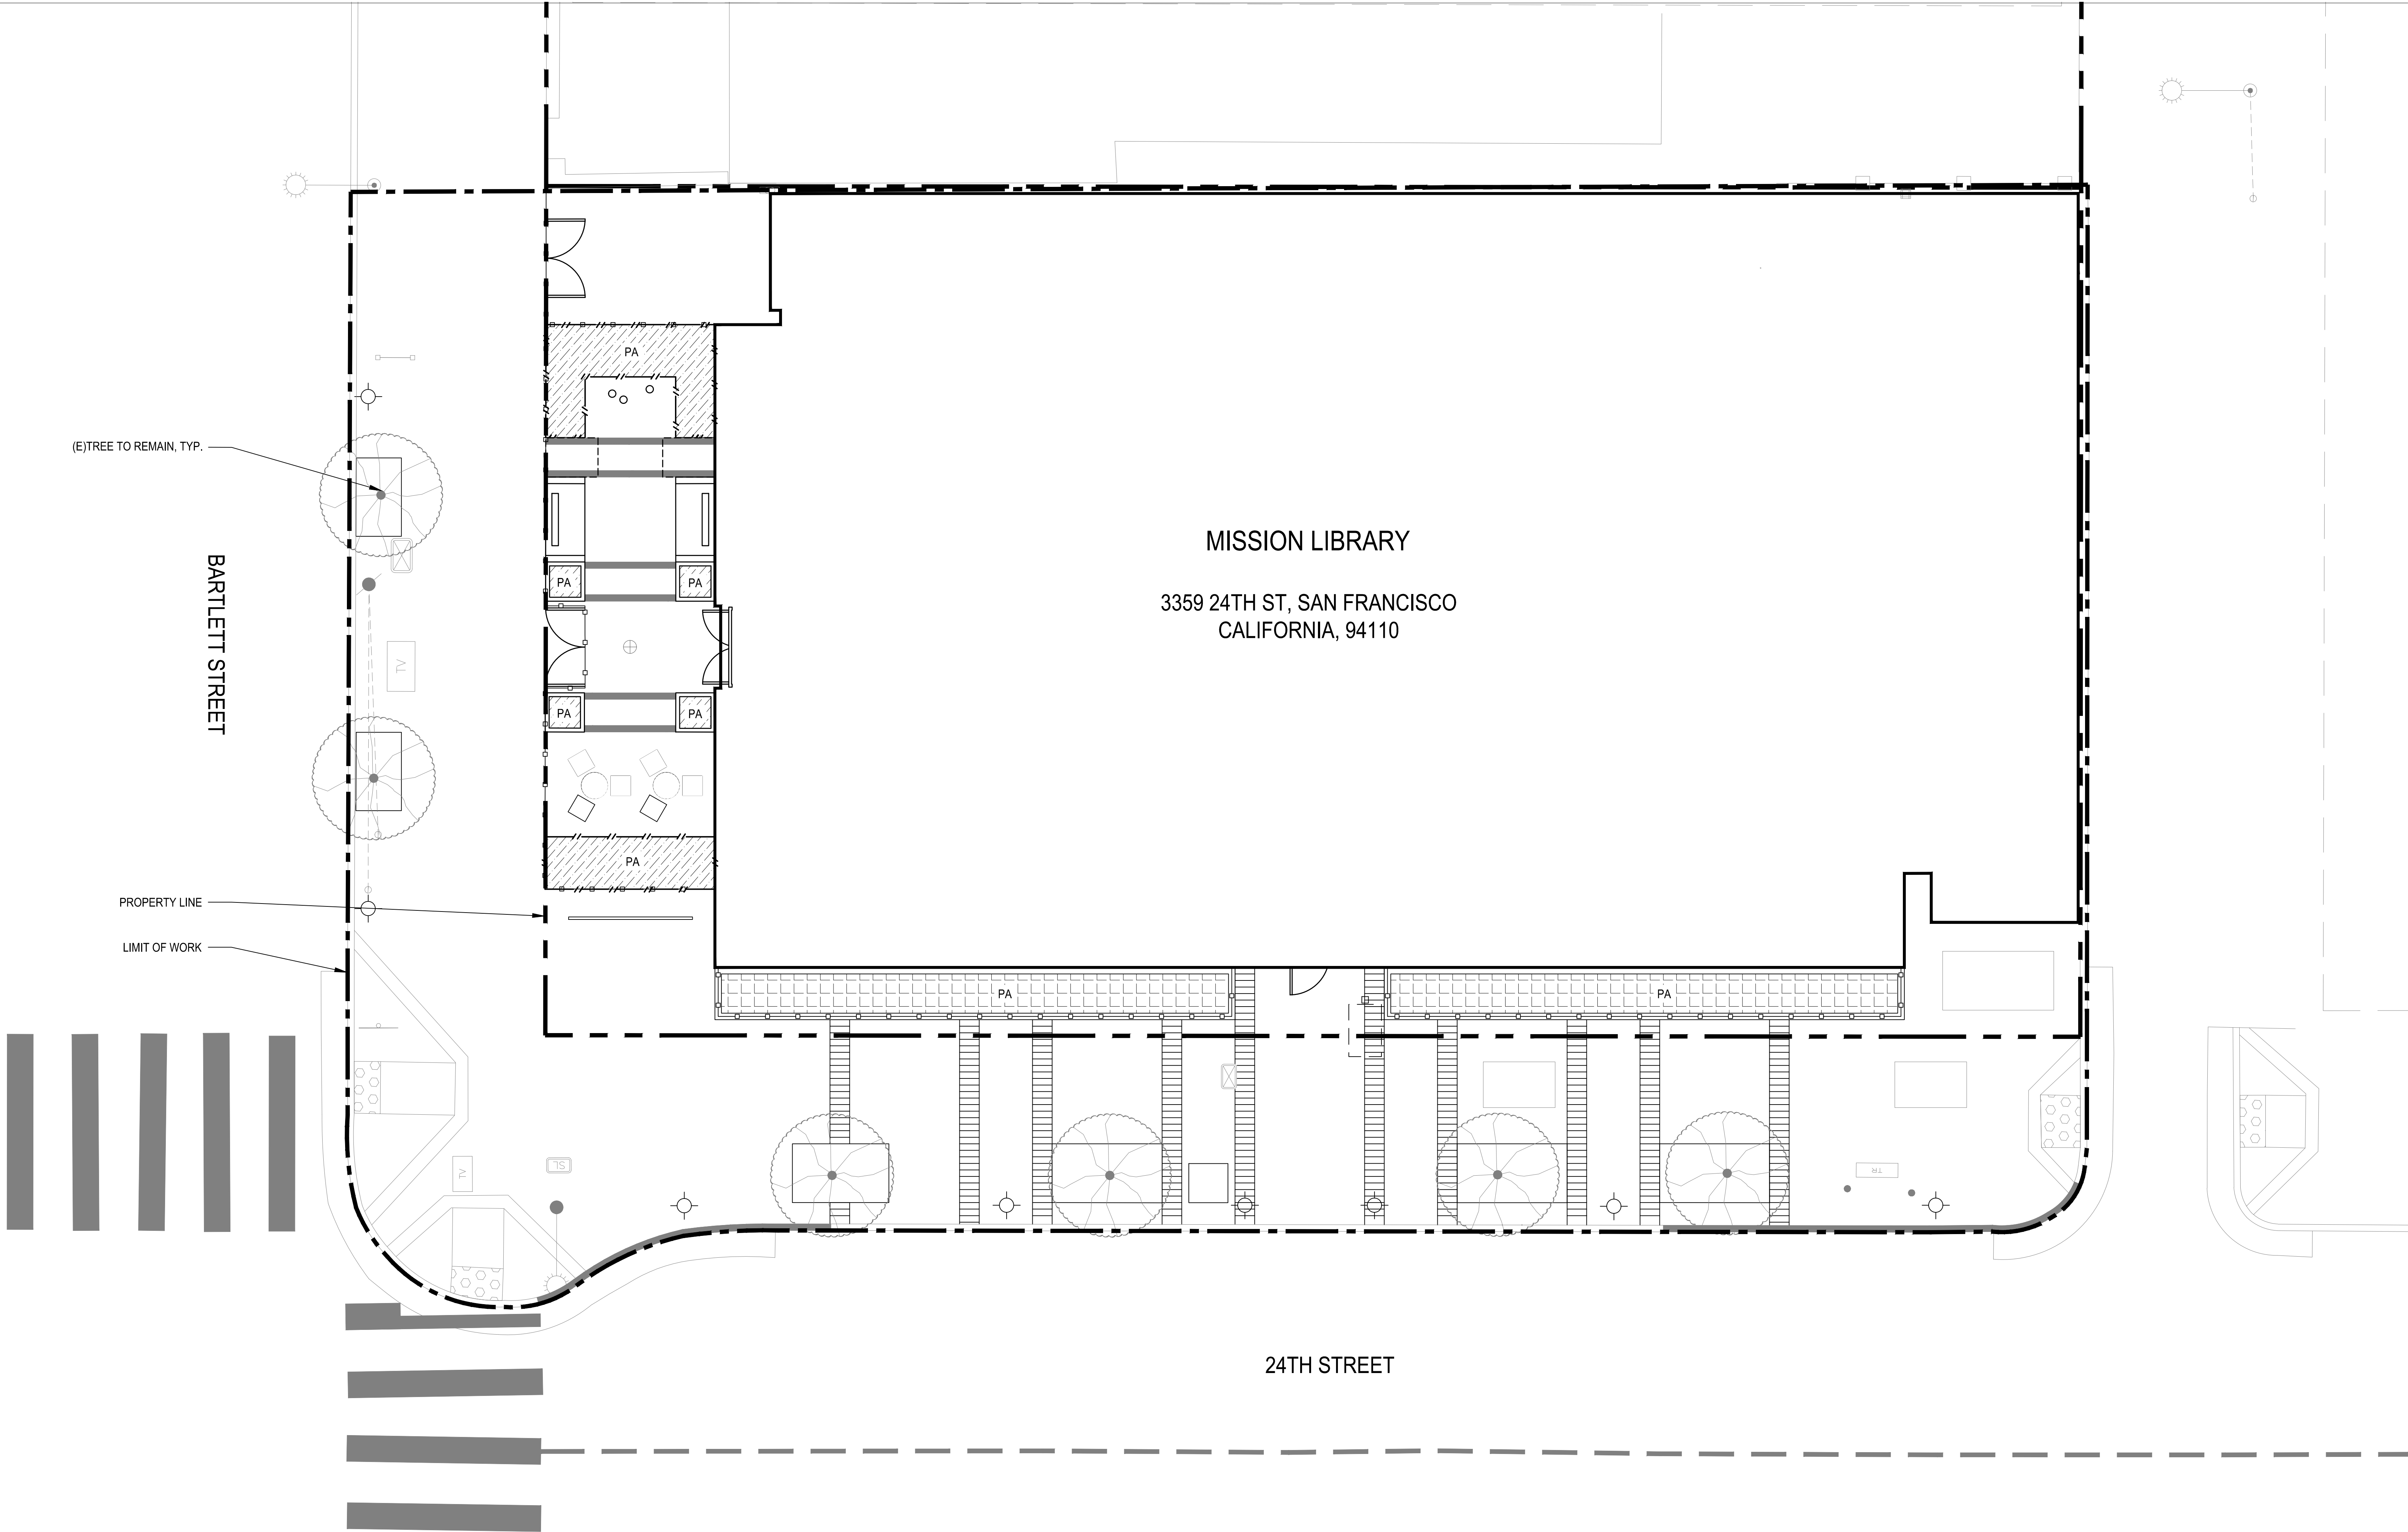 PA
(E)TREE TO REMAIN, TYP.
MISSION LIBRARY
3359 24TH ST, SAN FRANCISCO
CALIFORNIA, 94110
BARTLETT STREET
PA
PA
TV
PA
PA
PA
PROPERTY LINE
LIMIT OF WORK
PA
PA
TV
SL
TR
24TH STREET